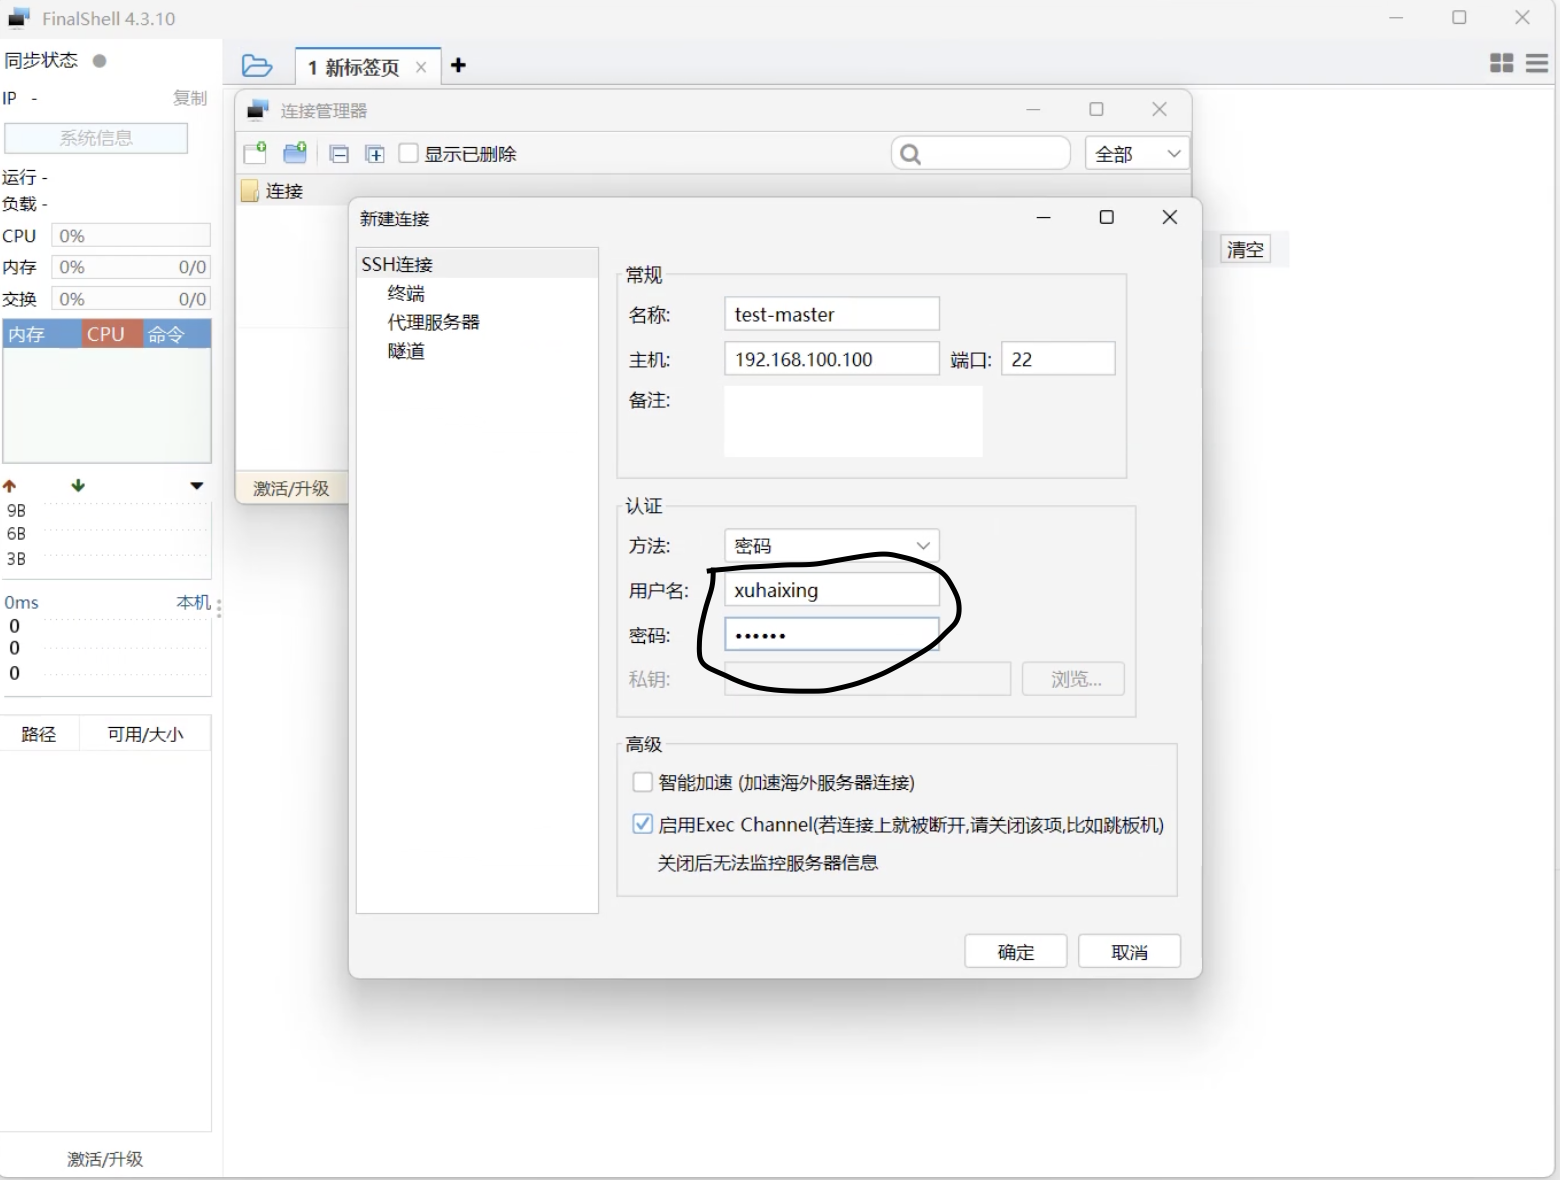 FinalShell 4.3.10
同步状态
IP -
复制
系统信息
运行 -
负载 -
CPU 0%
内存 0% 0/0
交换 0% 0/0
内存 CPU 命令
9B
6B
3B
0ms 本机
0
0
0
路径 可用/大小
激活/升级
1 新标签页
连接管理器
显示已删除
全部
连接
激活/升级
清空
新建连接
SSH连接
终端
代理服务器
隧道
常规
名称: test-master
主机: 192.168.100.100 端口: 22
备注:
认证
方法: 密码
用户名: xuhaixing
密码: ••••••
私钥: 浏览...
高级
智能加速 (加速海外服务器连接)
启用Exec Channel(若连接上就被断开,请关闭该项,比如跳板机)
关闭后无法监控服务器信息
确定 取消